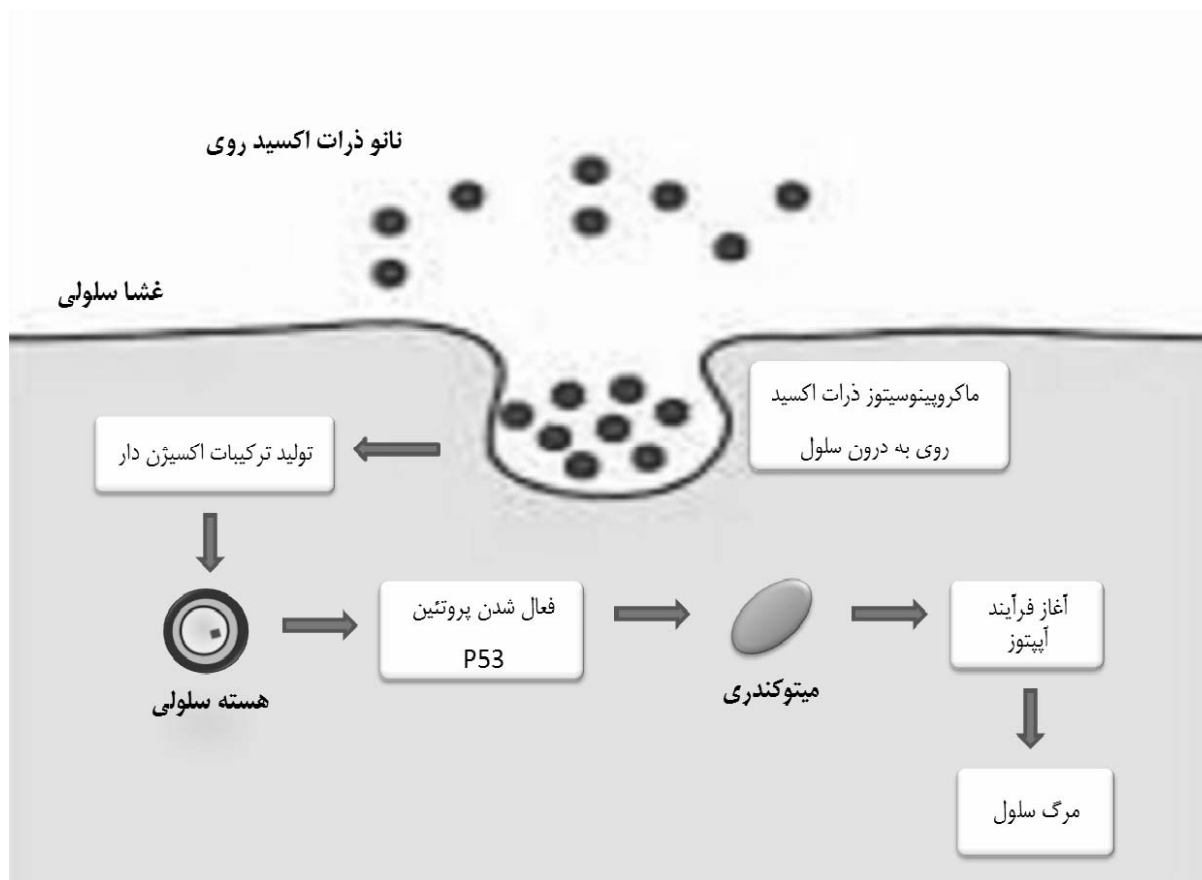 نانو ذرات اکسید روی
غشا سلولی
ماکروپینوسیتوز ذرات اکسید
روی به درون سلول
تولید ترکیبات اکسیژن دار
هسته سلولی
فعال شدن پروتئین
P53
میتوکندری
آغاز فرآیند
آپپتوز
مرگ سلول